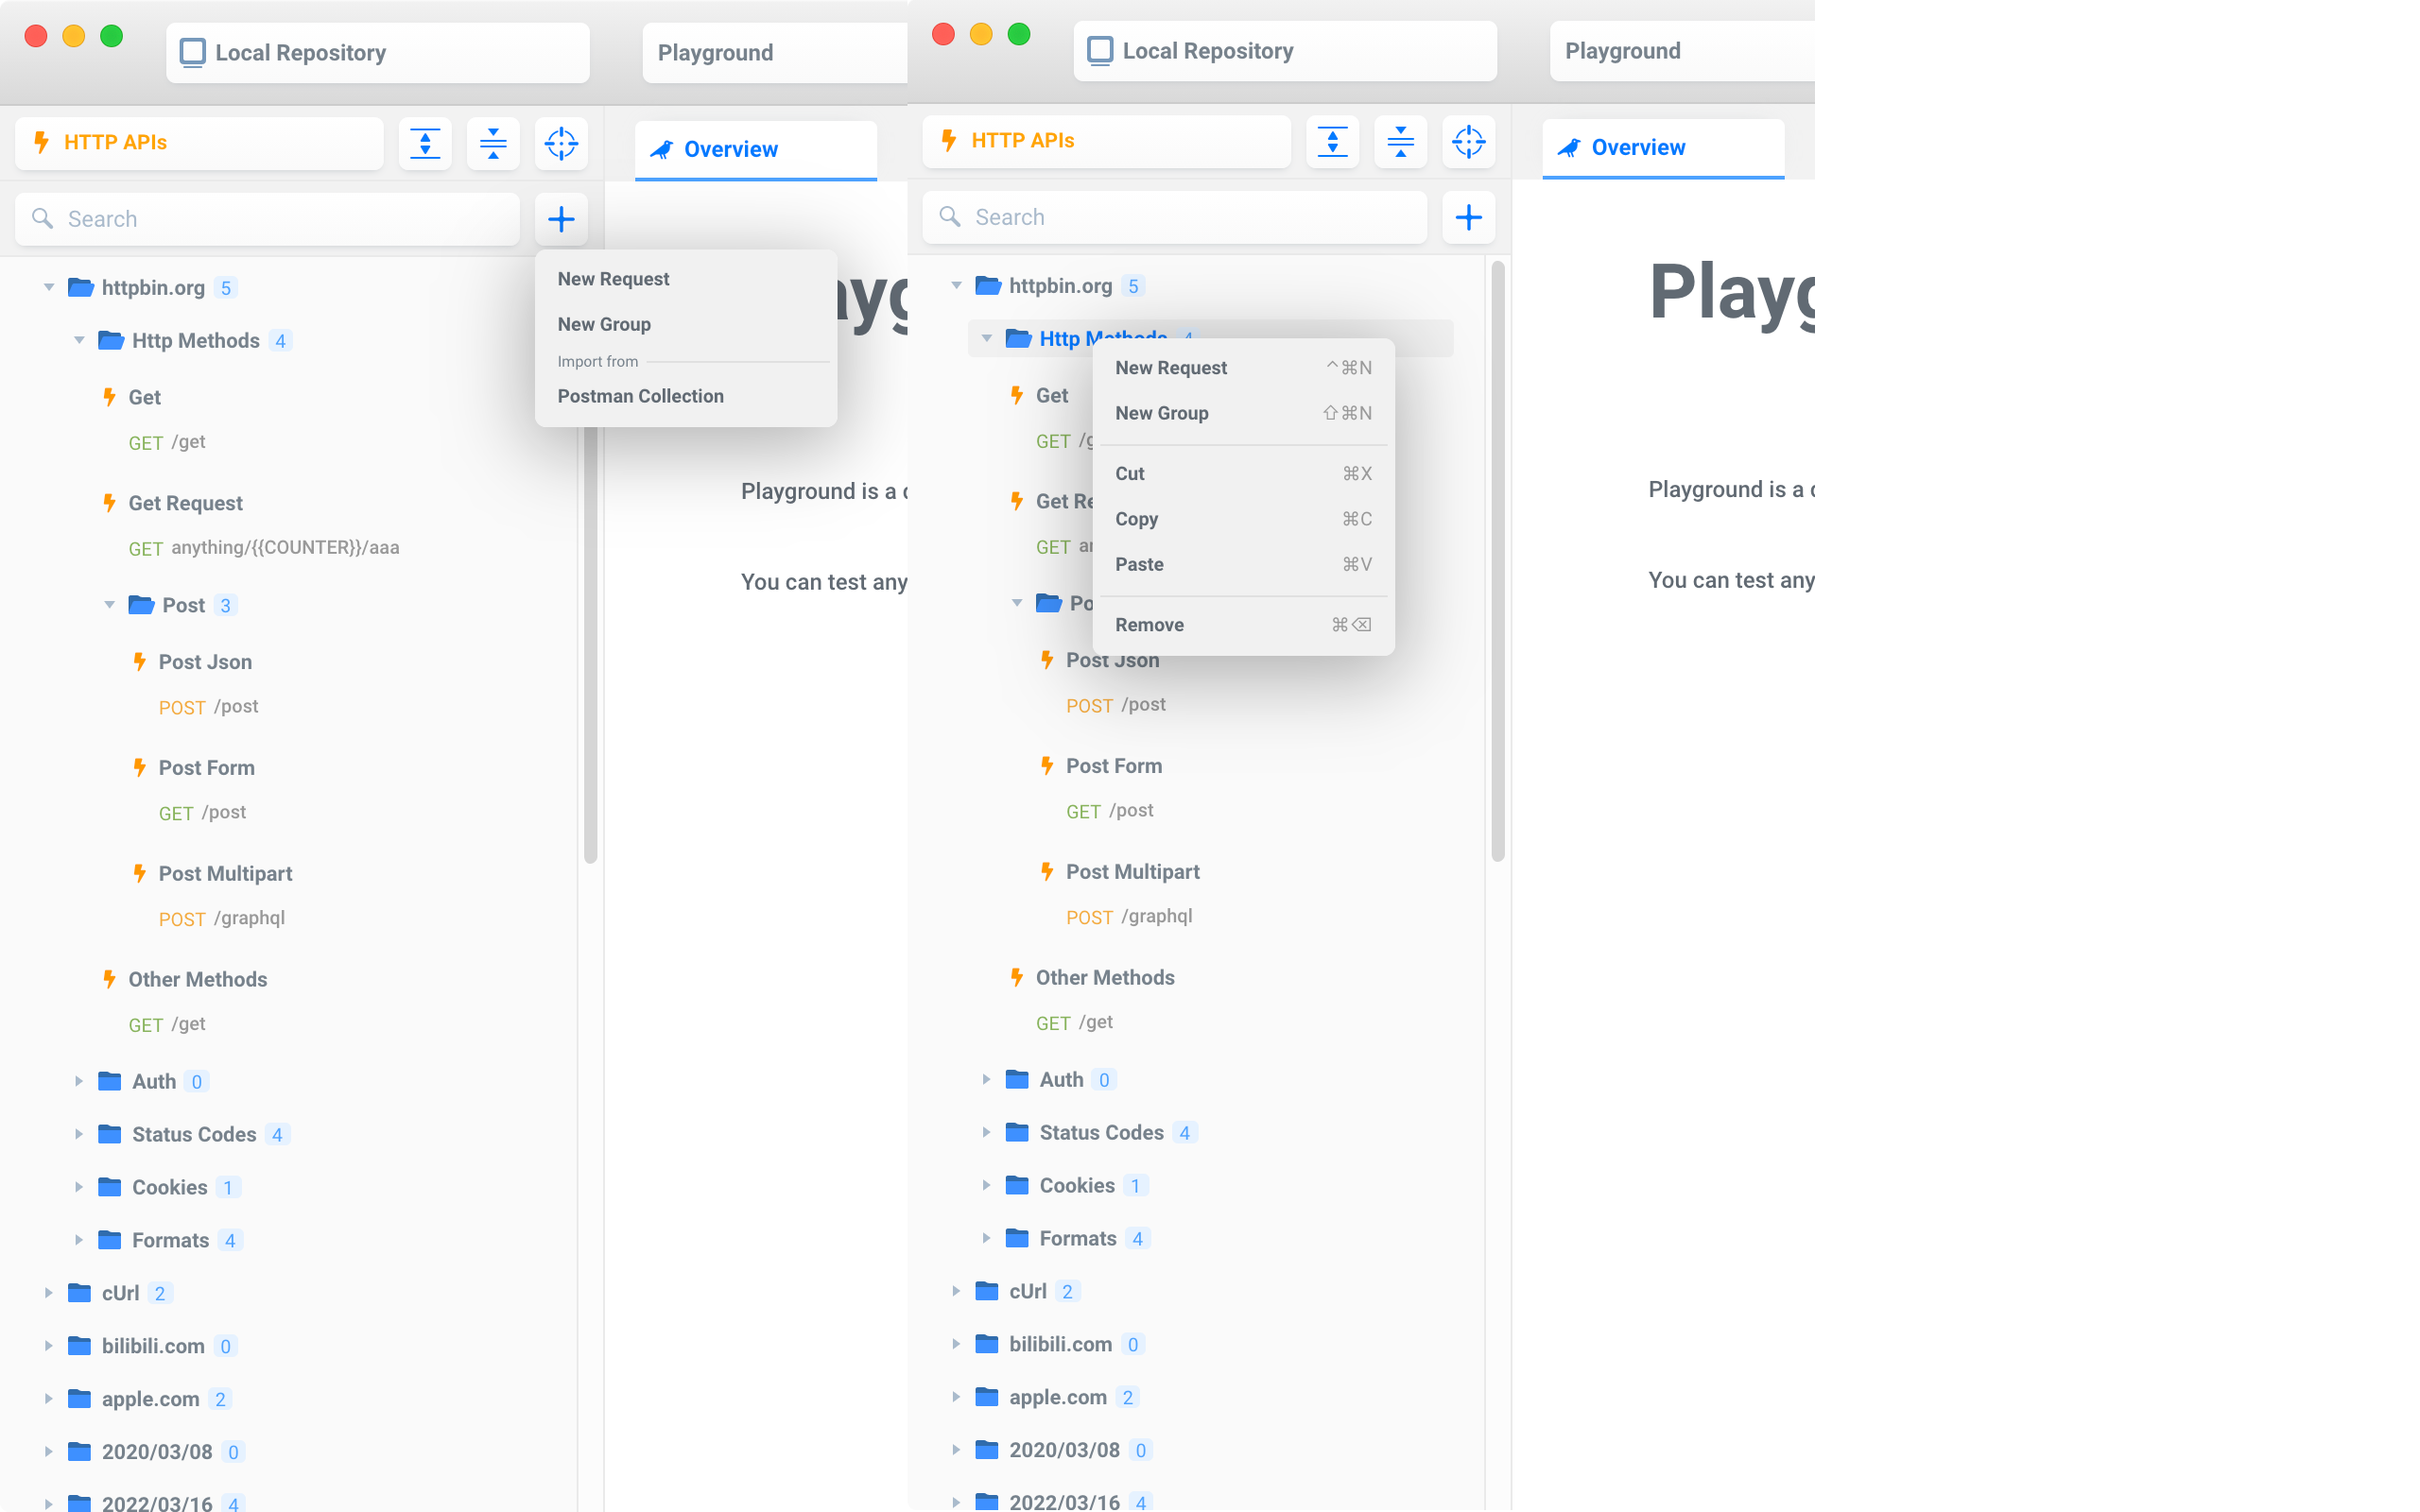 Local Repository
Playground
HTTP APIs
Overview
Search
New Request
New Group
Import from
Postman Collection
httpbin.org 5
Http Methods 4
Get
GET /get
Get Request
GET anything/{{COUNTER}}/aaa
Post 3
Post Json
POST /post
Post Form
GET /post
Post Multipart
POST /graphql
Other Methods
GET /get
Auth 0
Status Codes 4
Cookies 1
Formats 4
cUrl 2
bilibili.com 0
apple.com 2
2020/03/08 0
2022/03/16 4
Playground is a
You can test any
Local Repository
Playground
HTTP APIs
Overview
Search
httpbin.org 5
Http Methods 4
New Request ^⌘N
New Group ⇧⌘N
Cut ⌘X
Copy ⌘C
Paste ⌘V
Remove ⌘⌫
Get
GET
Get Re
GET
Po
Post Json
POST /post
Post Form
GET /post
Post Multipart
POST /graphql
Other Methods
GET /get
Auth 0
Status Codes 4
Cookies 1
Formats 4
cUrl 2
bilibili.com 0
apple.com 2
2020/03/08 0
2022/03/16 4
Playg
Playground is a
You can test any